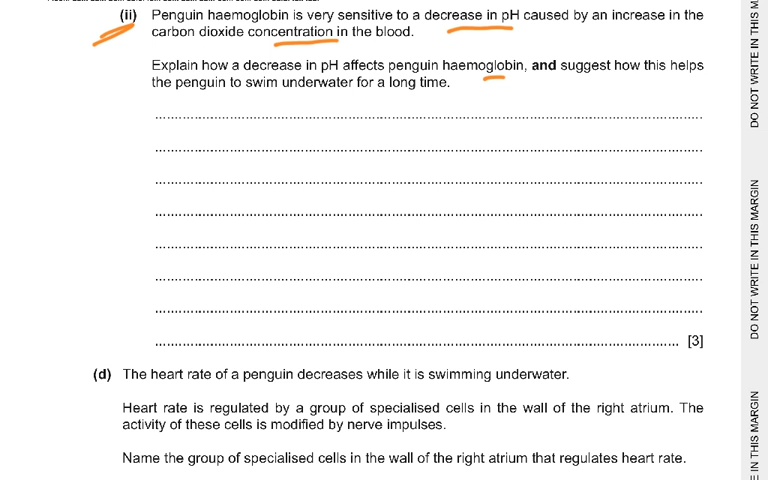 (ii) Penguin haemoglobin is very sensitive to a decrease in pH caused by an increase in the
carbon dioxide concentration in the blood.
Explain how a decrease in pH affects penguin haemoglobin, and suggest how this helps
the penguin to swim underwater for a long time.
[3]
(d) The heart rate of a penguin decreases while it is swimming underwater.
Heart rate is regulated by a group of specialised cells in the wall of the right atrium. The
activity of these cells is modified by nerve impulses.
Name the group of specialised cells in the wall of the right atrium that regulates heart rate.
DO NOT WRITE IN THIS M
DO NOT WRITE IN THIS MARGIN
E IN THIS MARGIN